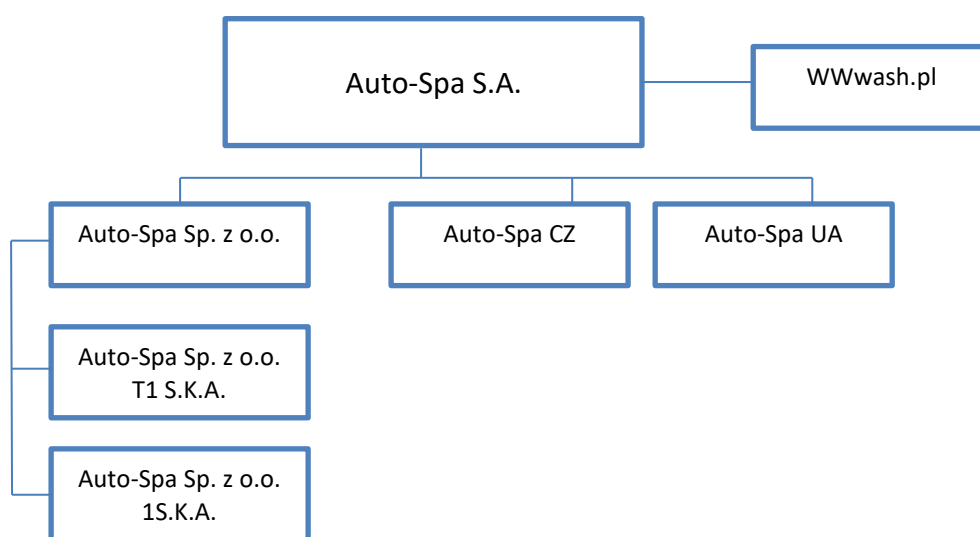 Auto-Spa S.A.
WWwash.pl
Auto-Spa Sp. z o.o.
Auto-Spa CZ
Auto-Spa UA
Auto-Spa Sp. z o.o.
T1 S.K.A.
Auto-Spa Sp. z o.o.
1S.K.A.